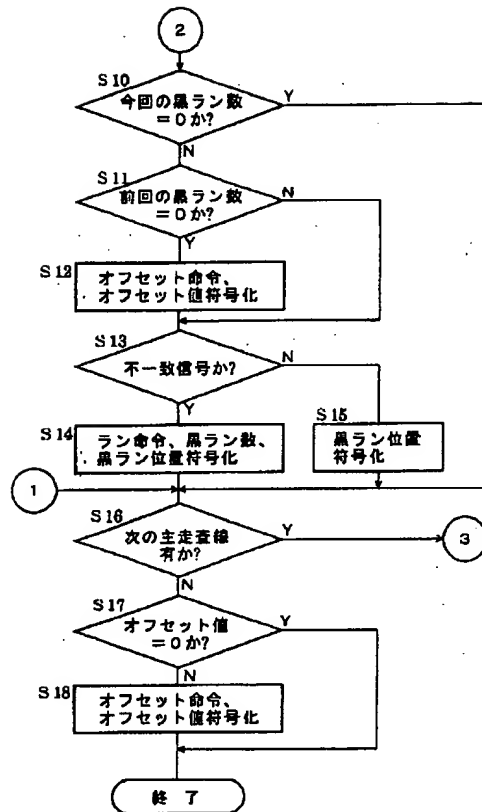 2
S10
今回の黒ラン数
=0か?
Y
N
S11
前回の黒ラン数
=0か?
N
Y
S12
オフセット命令、
オフセット値符号化
S13
不一致信号か?
N
Y
S14
ラン命令、黒ラン数、
黒ラン位置符号化
S15
黒ラン位置
符号化
1
S16
次の主走査線
有か?
Y
3
N
S17
オフセット値
=0か?
Y
N
S18
オフセット命令、
オフセット値符号化
終了